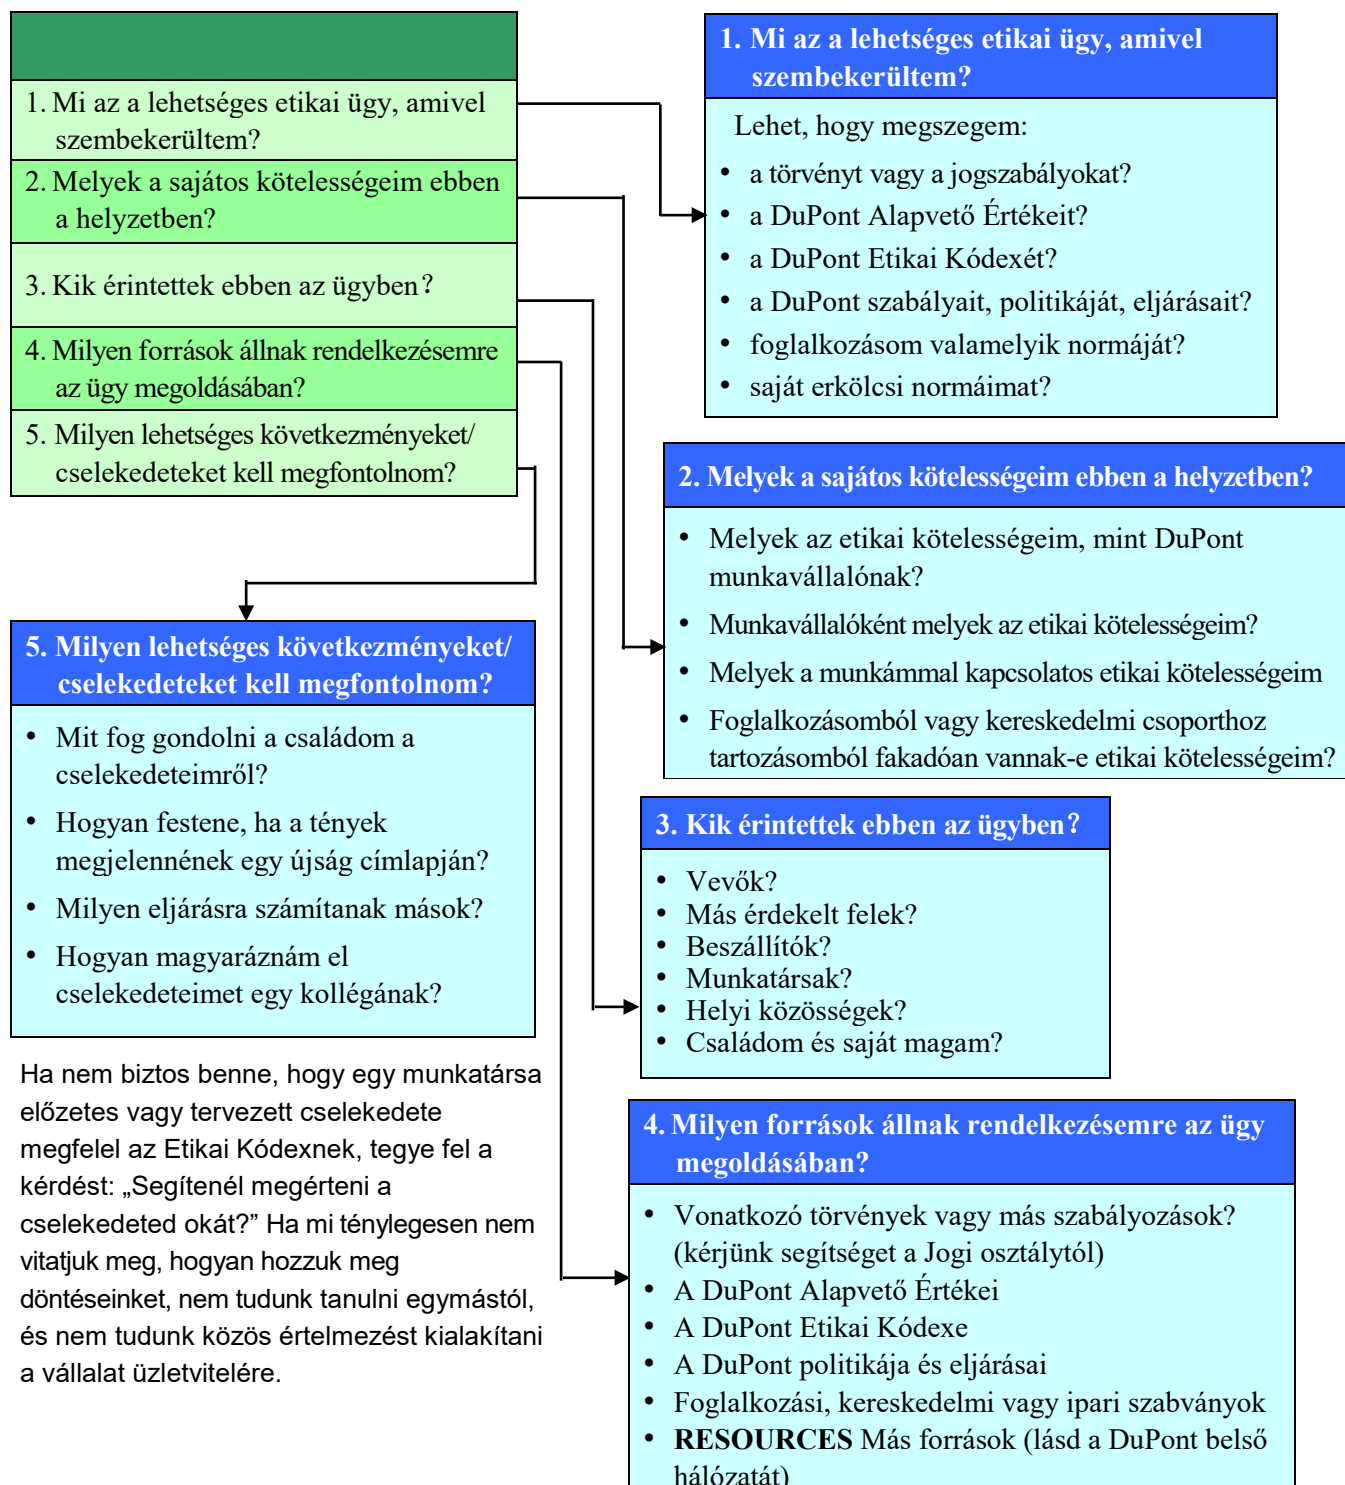 1. Mi az a lehetséges etikai ügy, amivel
szembekerültem?
2. Melyek a sajátos kötelességeim ebben
a helyzetben?
3. Kik érintettek ebben az ügyben?
4. Milyen források állnak rendelkezésemre
az ügy megoldásában?
5. Milyen lehetséges következményeket/
cselekedeteket kell megfontolnom?
1. Mi az a lehetséges etikai ügy, amivel
szembekerültem?
Lehet, hogy megszegem:
• a törvényt vagy a jogszabályokat?
• a DuPont Alapvető Értékeit?
• a DuPont Etikai Kódexét?
• a DuPont szabályait, politikáját, eljárásait?
• foglalkozásom valamelyik normáját?
• saját erkölcsi normáimat?
2. Melyek a sajátos kötelességeim ebben a helyzetben?
• Melyek az etikai kötelességeim, mint DuPont
munkavállalónak?
• Munkavállalóként melyek az etikai kötelességeim?
• Melyek a munkámmal kapcsolatos etikai kötelességeim
• Foglalkozásomból vagy kereskedelmi csoporthoz
tartozásomból fakadóan vannak-e etikai kötelességeim?
3. Kik érintettek ebben az ügyben?
• Vevők?
• Más érdekelt felek?
• Beszállítók?
• Munkatársak?
• Helyi közösségek?
• Családom és saját magam?
4. Milyen források állnak rendelkezésemre az ügy
megoldásában?
• Vonatkozó törvények vagy más szabályozások?
(kérjünk segítséget a Jogi osztálytól)
• A DuPont Alapvető Értékei
• A DuPont Etikai Kódexe
• A DuPont politikája és eljárásai
• Foglalkozási, kereskedelmi vagy ipari szabványok
• RESOURCES Más források (lásd a DuPont belső
hálózatát)
5. Milyen lehetséges következményeket/
cselekedeteket kell megfontolnom?
• Mit fog gondolni a családom a
cselekedeteimről?
• Hogyan festene, ha a tények
megjelennének egy újság címlapján?
• Milyen eljárásra számítanak mások?
• Hogyan magyaráznám el
cselekedeteimet egy kollégának?
Ha nem biztos benne, hogy egy munkatársa
előzetes vagy tervezett cselekedete
megfelel az Etikai Kódexnek, tegye fel a
kérdést: „Segítenél megérteni a
cselekedeted okát?” Ha mi ténylegesen nem
vitatjuk meg, hogyan hozzuk meg
döntéseinket, nem tudunk tanulni egymástól,
és nem tudunk közös értelmezést kialakítani
a vállalat üzletvitelére.